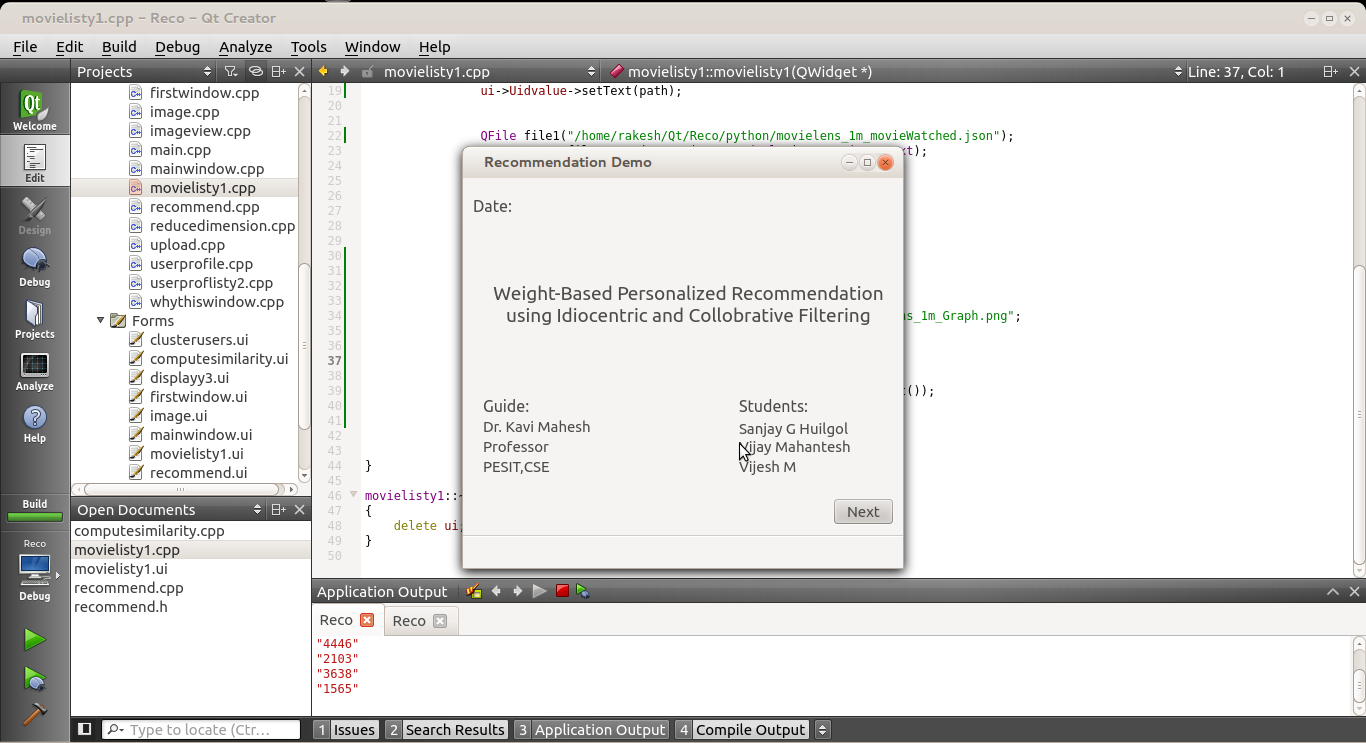 movielisty1.cpp - Reco - Qt Creator
File Edit Build Debug Analyze Tools Window Help
Projects
movielisty1.cpp
movielisty1::movielisty1(QWidget *)
Line: 37, Col: 1
Welcome
Edit
Design
Debug
Projects
Analyze
Help
Build
Reco
Debug
firstwindow.cpp
image.cpp
imageview.cpp
main.cpp
mainwindow.cpp
movielisty1.cpp
recommend.cpp
reducedimension.cpp
upload.cpp
userprofile.cpp
userproflisty2.cpp
whythiswindow.cpp
Forms
clusterusers.ui
computesimilarity.ui
displayy3.ui
firstwindow.ui
image.ui
mainwindow.ui
movielisty1.ui
recommend.ui
Open Documents
computesimilarity.cpp
movielisty1.cpp
movielisty1.ui
recommend.cpp
recommend.h
19 ui->Uidvalue->setText(path);
20
21
22 QFile file1("/home/rakesh/Qt/Reco/python/movielens_1m_movieWatched.json");
23 xt);
24
25
26
27
28
29
30
31
32
33
34 s_1m_Graph.png";
35
36
37
38
39 ());
40
41
42
43
44 }
45
46 movielisty1::~
47 {
48 delete ui
49 }
50
Recommendation Demo
Date:
Weight-Based Personalized Recommendation
using Idiocentric and Collobrative Filtering
Guide:
Dr. Kavi Mahesh
Professor
PESIT,CSE
Students:
Sanjay G Huilgol
Vijay Mahantesh
Vijesh M
Next
Application Output
Reco Reco
"4446"
"2103"
"3638"
"1565"
Type to locate (Ctr...
1 Issues 2 Search Results 3 Application Output 4 Compile Output